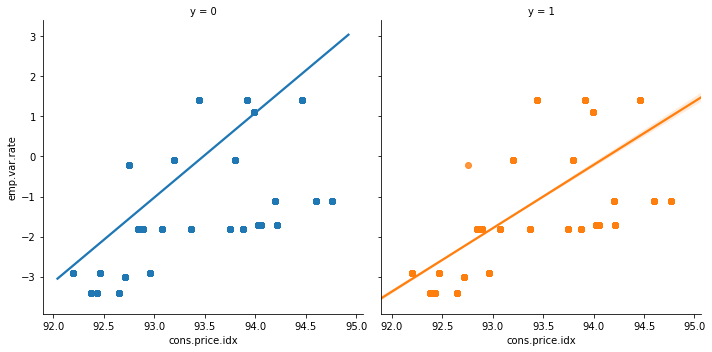 y = 0
y = 1
3
2
1
0
−1
−2
−3
emp.var.rate
92.0 92.5 93.0 93.5 94.0 94.5 95.0
92.0 92.5 93.0 93.5 94.0 94.5 95.0
cons.price.idx
cons.price.idx